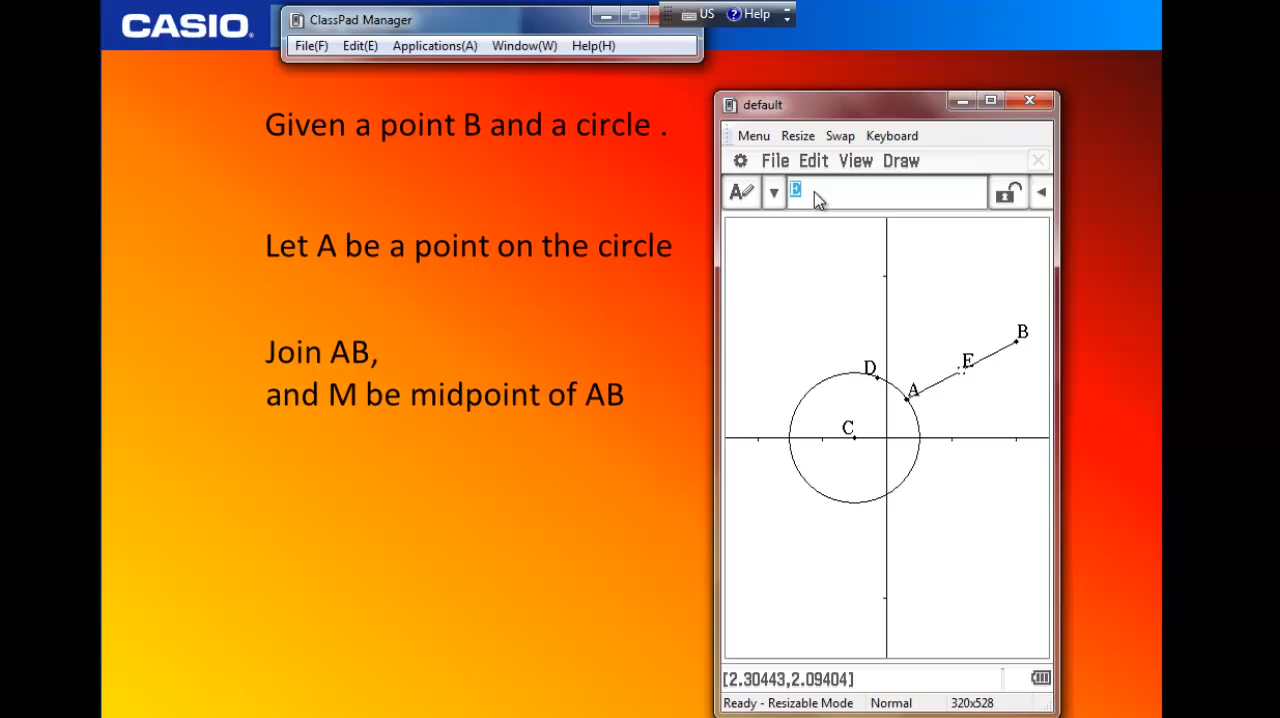 CASIO
ClassPad Manager
US Help
File(F) Edit(E) Applications(A) Window(W) Help(H)
Given a point B and a circle .
Let A be a point on the circle
Join AB,
and M be midpoint of AB
default
Menu Resize Swap Keyboard
File Edit View Draw
A
E
B
E
D
A
C
[2.30443,2.09404]
Ready - Resizable Mode Normal 320x528